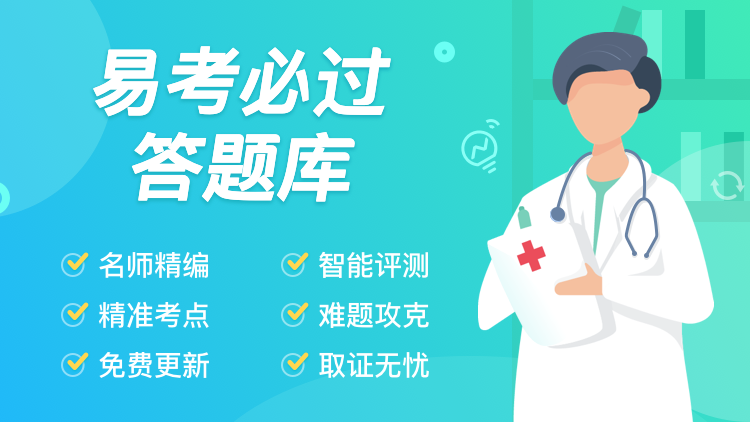 易考必过
答题库
名师精编
智能评测
精准考点
难题攻克
免费更新
取证无忧